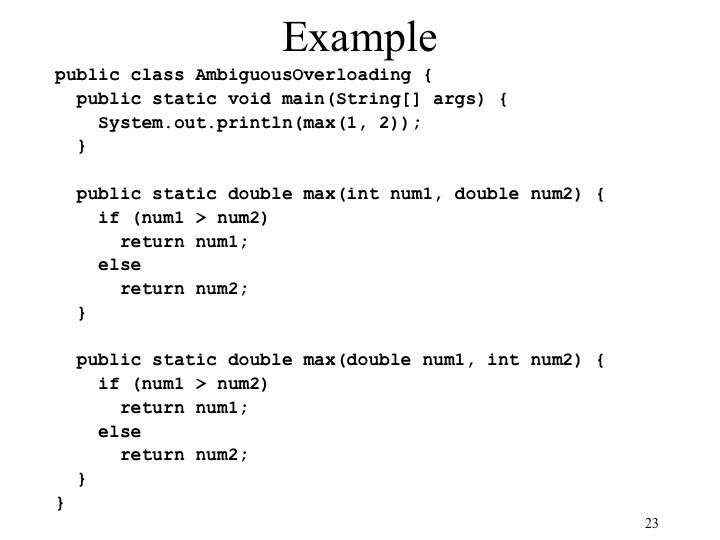 Example
public class AmbiguousOverloading {
  public static void main(String[] args) {
    System.out.println(max(1, 2));
  }

  public static double max(int num1, double num2) {
    if (num1 > num2)
      return num1;
    else
      return num2;
  }

  public static double max(double num1, int num2) {
    if (num1 > num2)
      return num1;
    else
      return num2;
  }
}
23